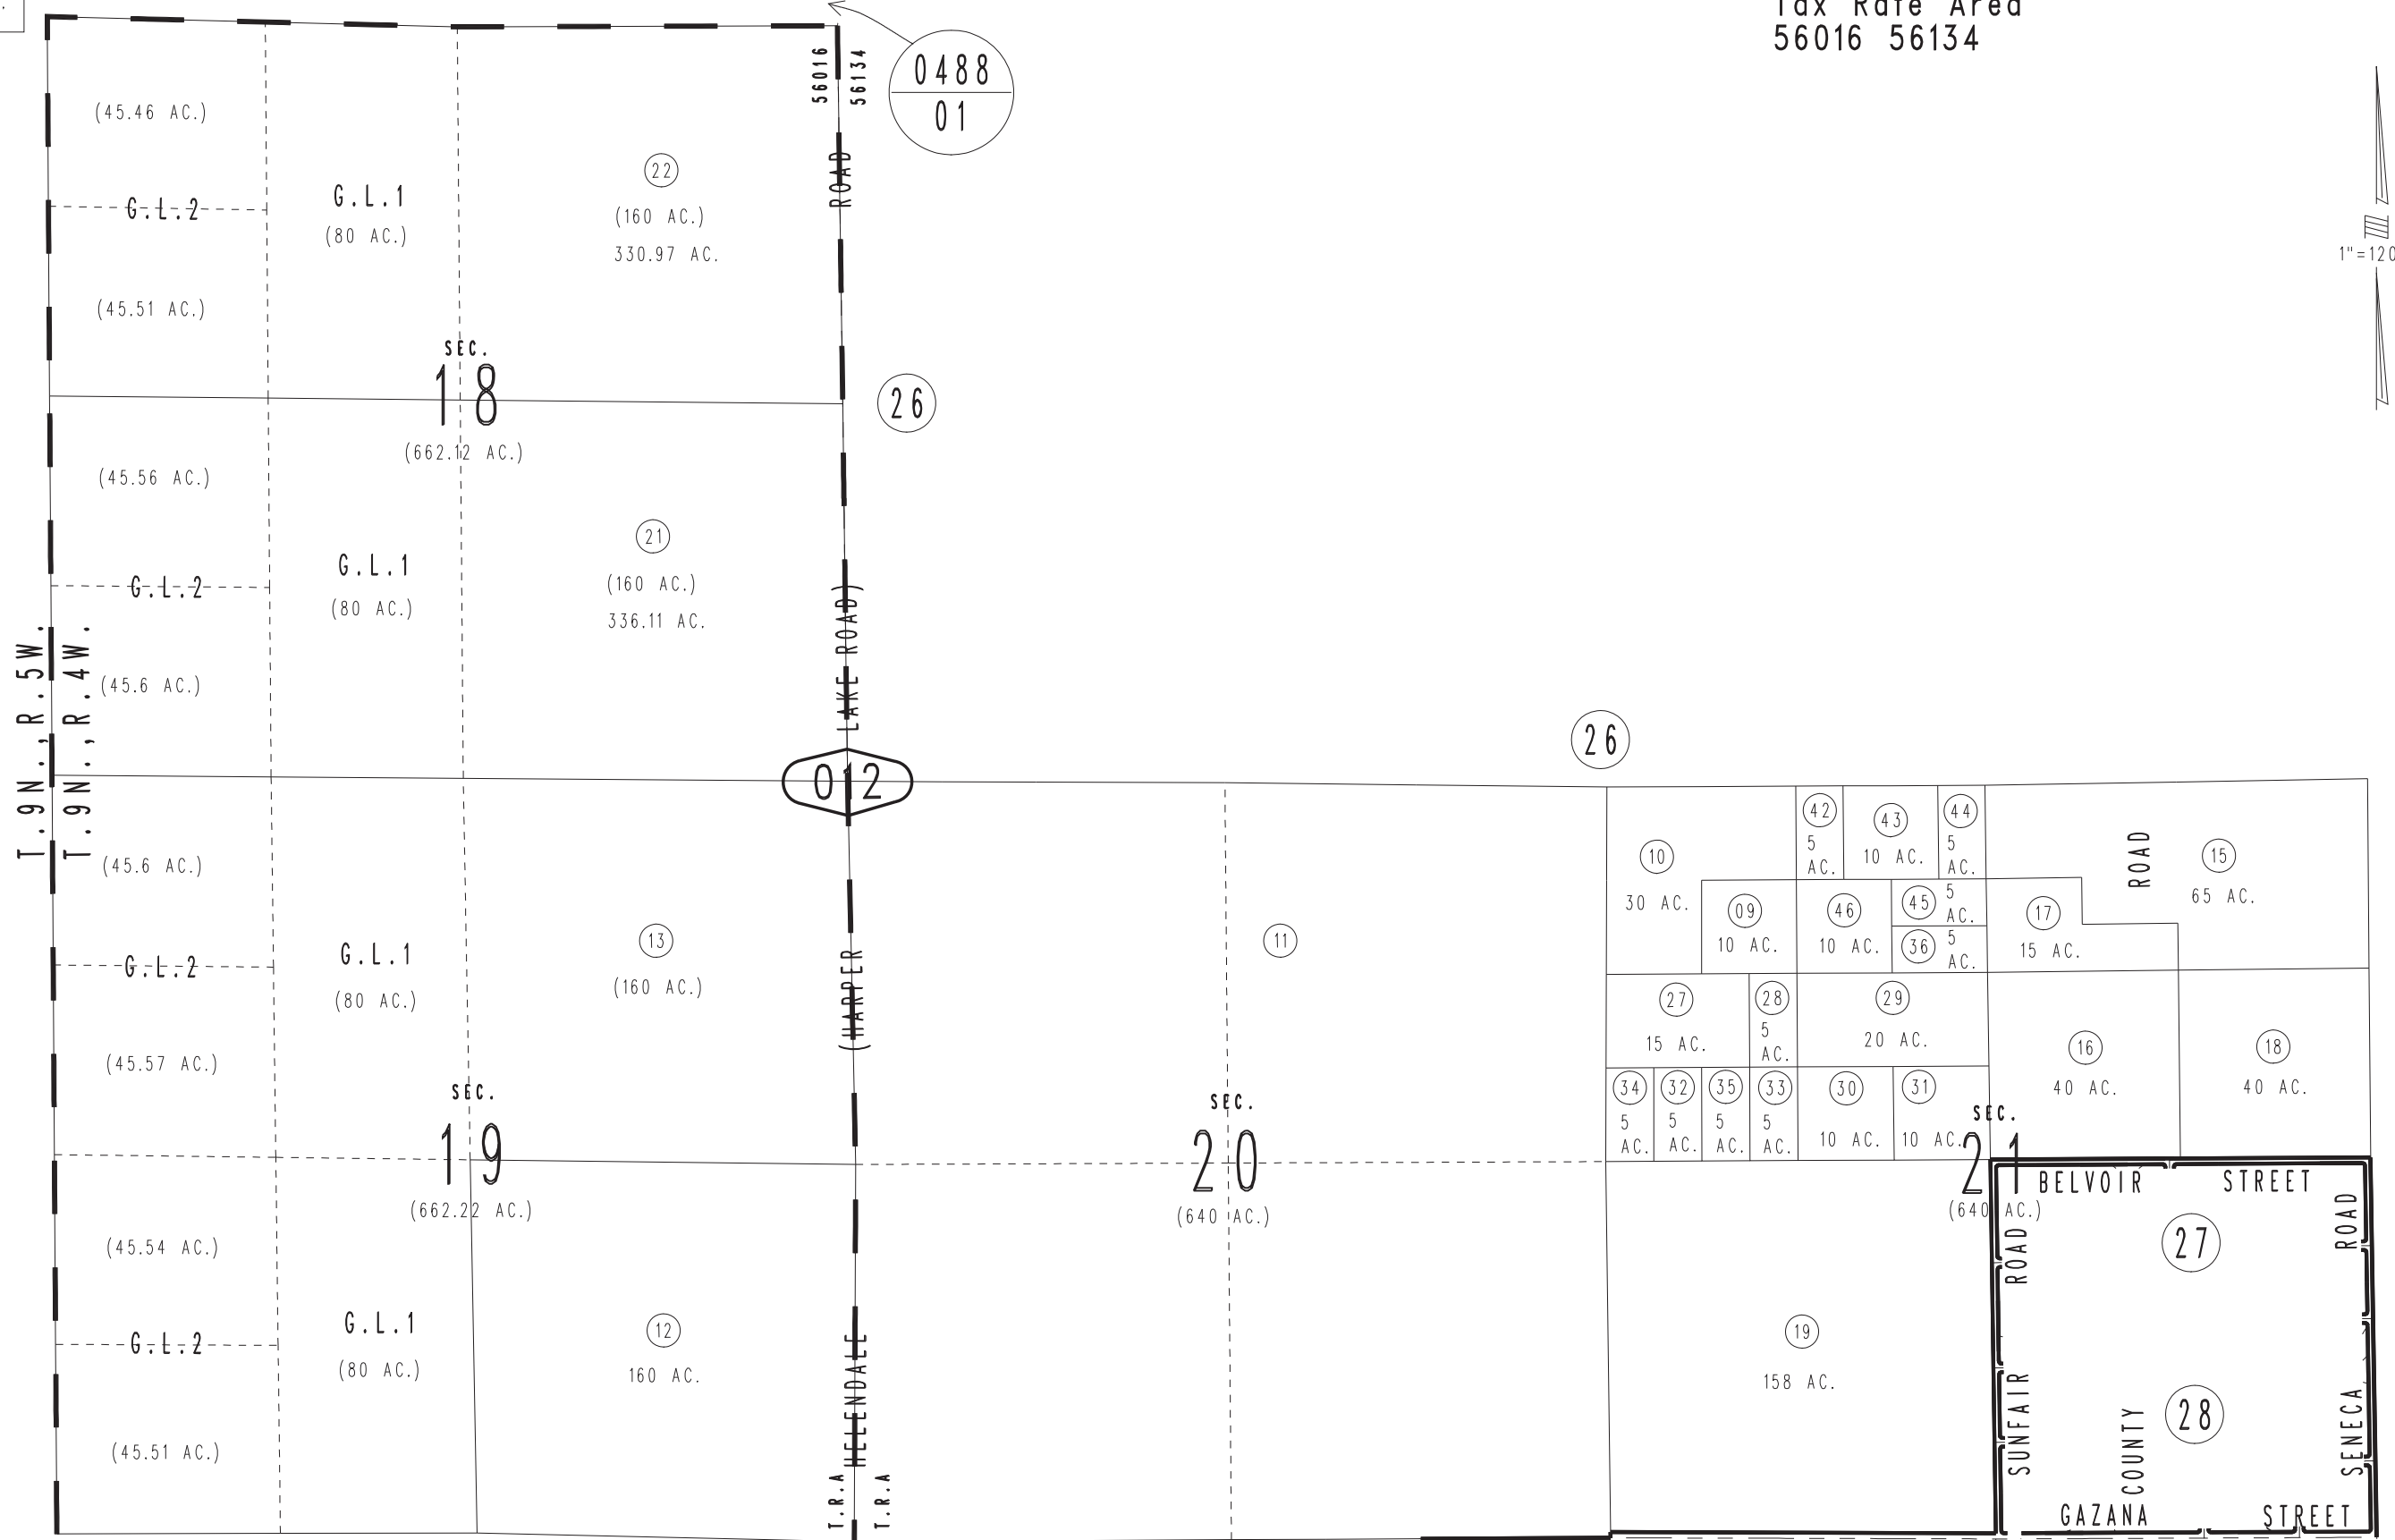 Tax Rate Area
56016 56134
56016
56134
0488
01
1"=120
(45.46 AC.)
G.L.2
(45.51 AC.)
G.L.1
(80 AC.)
22
(160 AC.)
330.97 AC.
ROAD
SEC.
18
(662.12 AC.)
26
(45.56 AC.)
G.L.2
(45.6 AC.)
G.L.1
(80 AC.)
21
(160 AC.)
336.11 AC.
LAKE ROAD)
T.9N.,R.5W.
T.9N.,R.4W.
012
26
(45.6 AC.)
G.L.2
(45.57 AC.)
G.L.1
(80 AC.)
13
(160 AC.)
(HARPER
11
10
30 AC.
42
5
AC.
43
10 AC.
44
5
AC.
09
10 AC.
46
10 AC.
45
5
AC.
36
5
AC.
17
15 AC.
ROAD
15
65 AC.
27
15 AC.
28
5
AC.
29
20 AC.
16
40 AC.
18
40 AC.
34
5
AC.
32
5
AC.
35
5
AC.
33
5
AC.
30
10 AC.
31
10 AC.
SEC.
19
(662.22 AC.)
SEC.
20
(640 AC.)
SEC.
21
(640 AC.)
BELVOIR STREET
(45.54 AC.)
G.L.2
(45.51 AC.)
G.L.1
(80 AC.)
12
160 AC.
HELENDALE
T.R.A
T.R.A
19
158 AC.
SUNFAIR ROAD
27
28
COUNTY
SENECA ROAD
GAZANA STREET